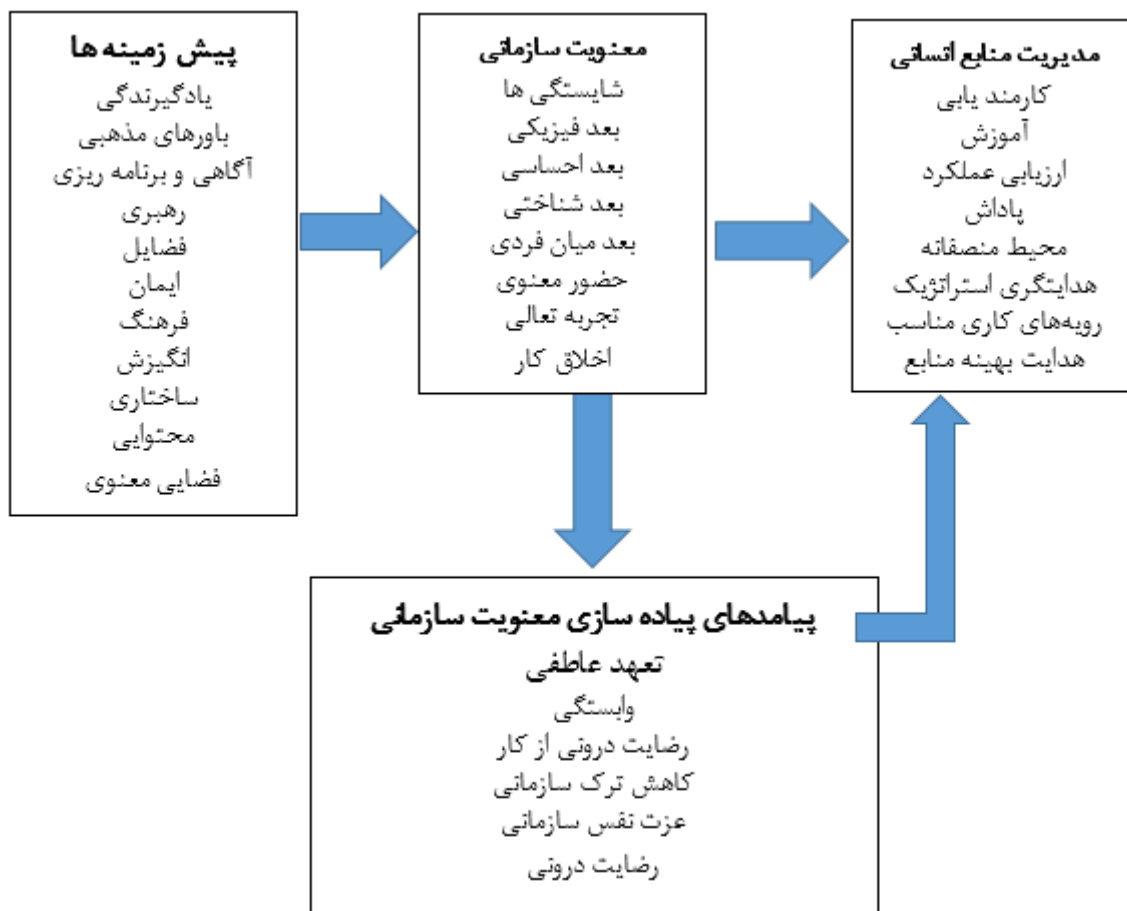 پیش زمینه ها
یادگیرندگی
باورهای مذهبی
آگاهی و برنامه ریزی
رهبری
فضایل
ایمان
فرهنگ
انگیزش
ساختاری
محتوایی
فضایی معنوی
معنویت سازمانی
شایستگی ها
بعد فیزیکی
بعد احساسی
بعد شناختی
بعد میان فردی
حضور معنوی
تجربه تعالی
اخلاق کار
مدیریت منابع انسانی
کارمند یابی
آموزش
ارزیابی عملکرد
پاداش
محیط منصفانه
هدایتگری استراتژیک
رویه‌های کاری مناسب
هدایت بهینه منابع
پیامدهای پیاده سازی معنویت سازمانی
تعهد عاطفی
وابستگی
رضایت درونی از کار
کاهش ترک سازمانی
عزت نفس سازمانی
رضایت درونی